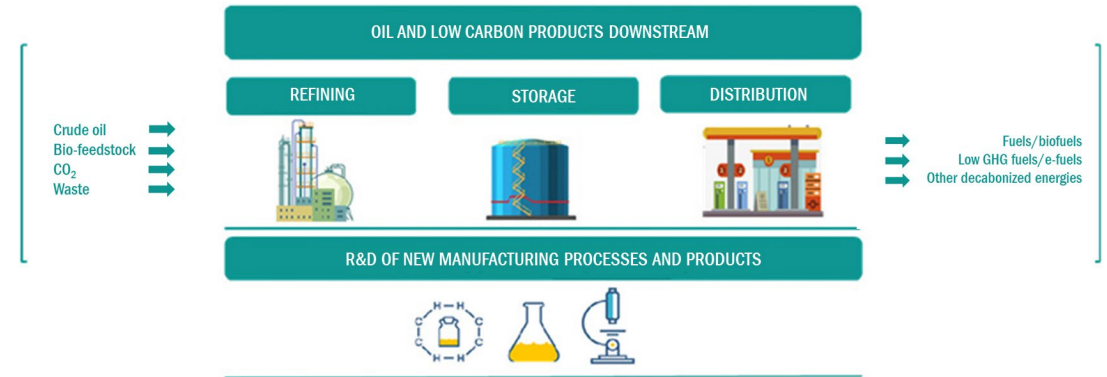 OIL AND LOW CARBON PRODUCTS DOWNSTREAM
REFINING
STORAGE
DISTRIBUTION
Crude oil
Bio-feedstock
CO₂
Waste
Fuels/biofuels
Low GHG fuels/e-fuels
Other decabonized energies
R&D OF NEW MANUFACTURING PROCESSES AND PRODUCTS
H H
C C
C C
H H